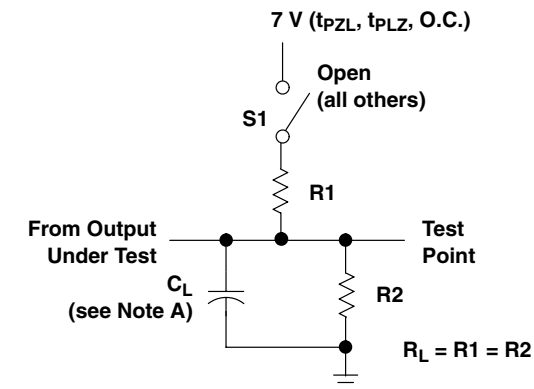 7 V (tPZL, tPLZ, O.C.)
Open
(all others)
S1
R1
From Output
Under Test
Test
Point
CL
(see Note A)
R2
RL = R1 = R2